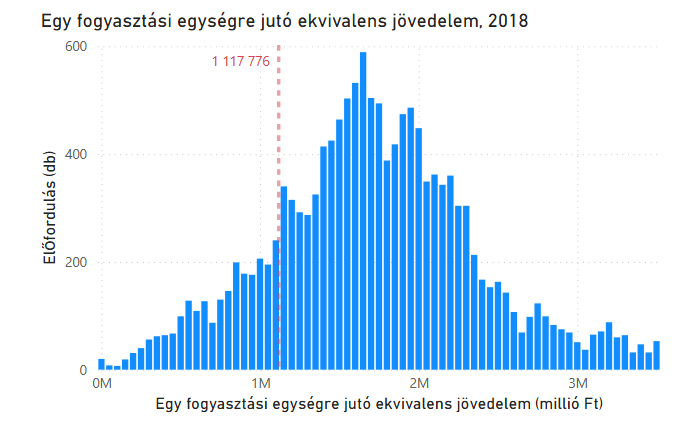 Egy fogyasztási egységre jutó ekvivalens jövedelem, 2018
600
1 117 776
400
Előfordulás (db)
200
0
0M
1M
2M
3M
Egy fogyasztási egységre jutó ekvivalens jövedelem (millió Ft)